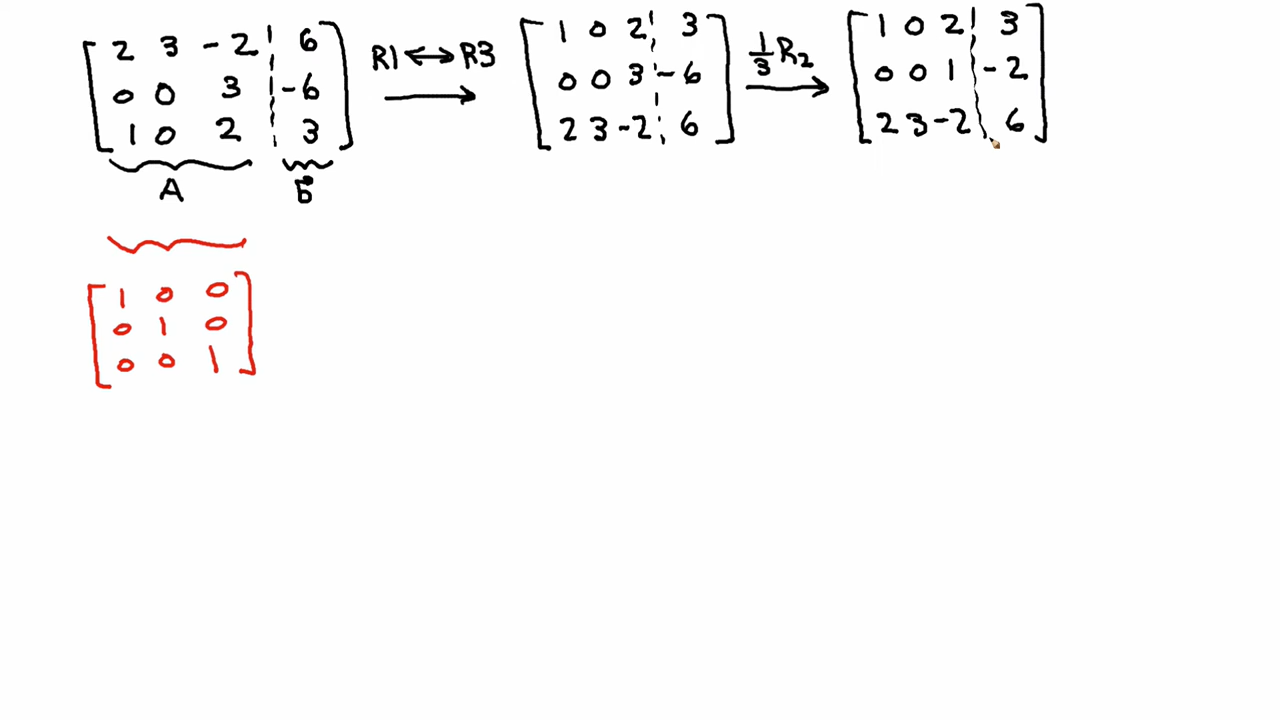 2 3 -2 6 R1 ↔ R3 1 0 2 3 1/3 R2 1 0 2 3
0 0 3 -6 0 0 3 -6 0 0 1 -2
1 0 2 3 2 3 -2 6 2 3 -2 6
A b
1 0 0
0 1 0
0 0 1